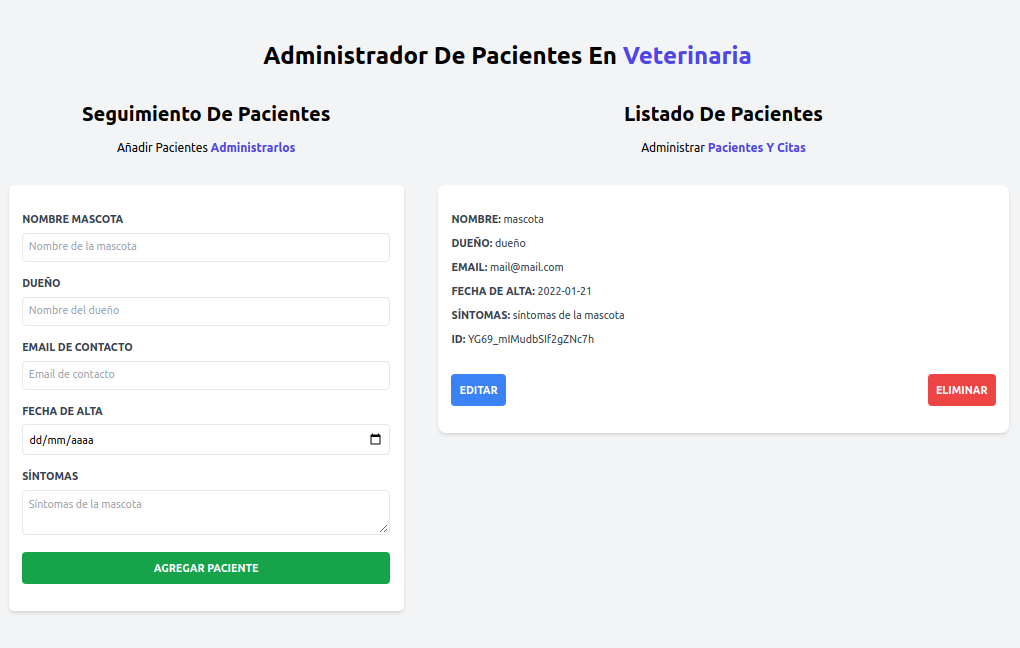 Administrador De Pacientes En Veterinaria
Seguimiento De Pacientes
Añadir Pacientes Administrarlos
NOMBRE MASCOTA
Nombre de la mascota
DUEÑO
Nombre del dueño
EMAIL DE CONTACTO
Email de contacto
FECHA DE ALTA
dd/mm/aaaa
SÍNTOMAS
Síntomas de la mascota
AGREGAR PACIENTE
Listado De Pacientes
Administrar Pacientes Y Citas
NOMBRE: mascota
DUEÑO: dueño
EMAIL: mail@mail.com
FECHA DE ALTA: 2022-01-21
SÍNTOMAS: síntomas de la mascota
ID: YG69_mIMudbSIf2gZNc7h
EDITAR
ELIMINAR